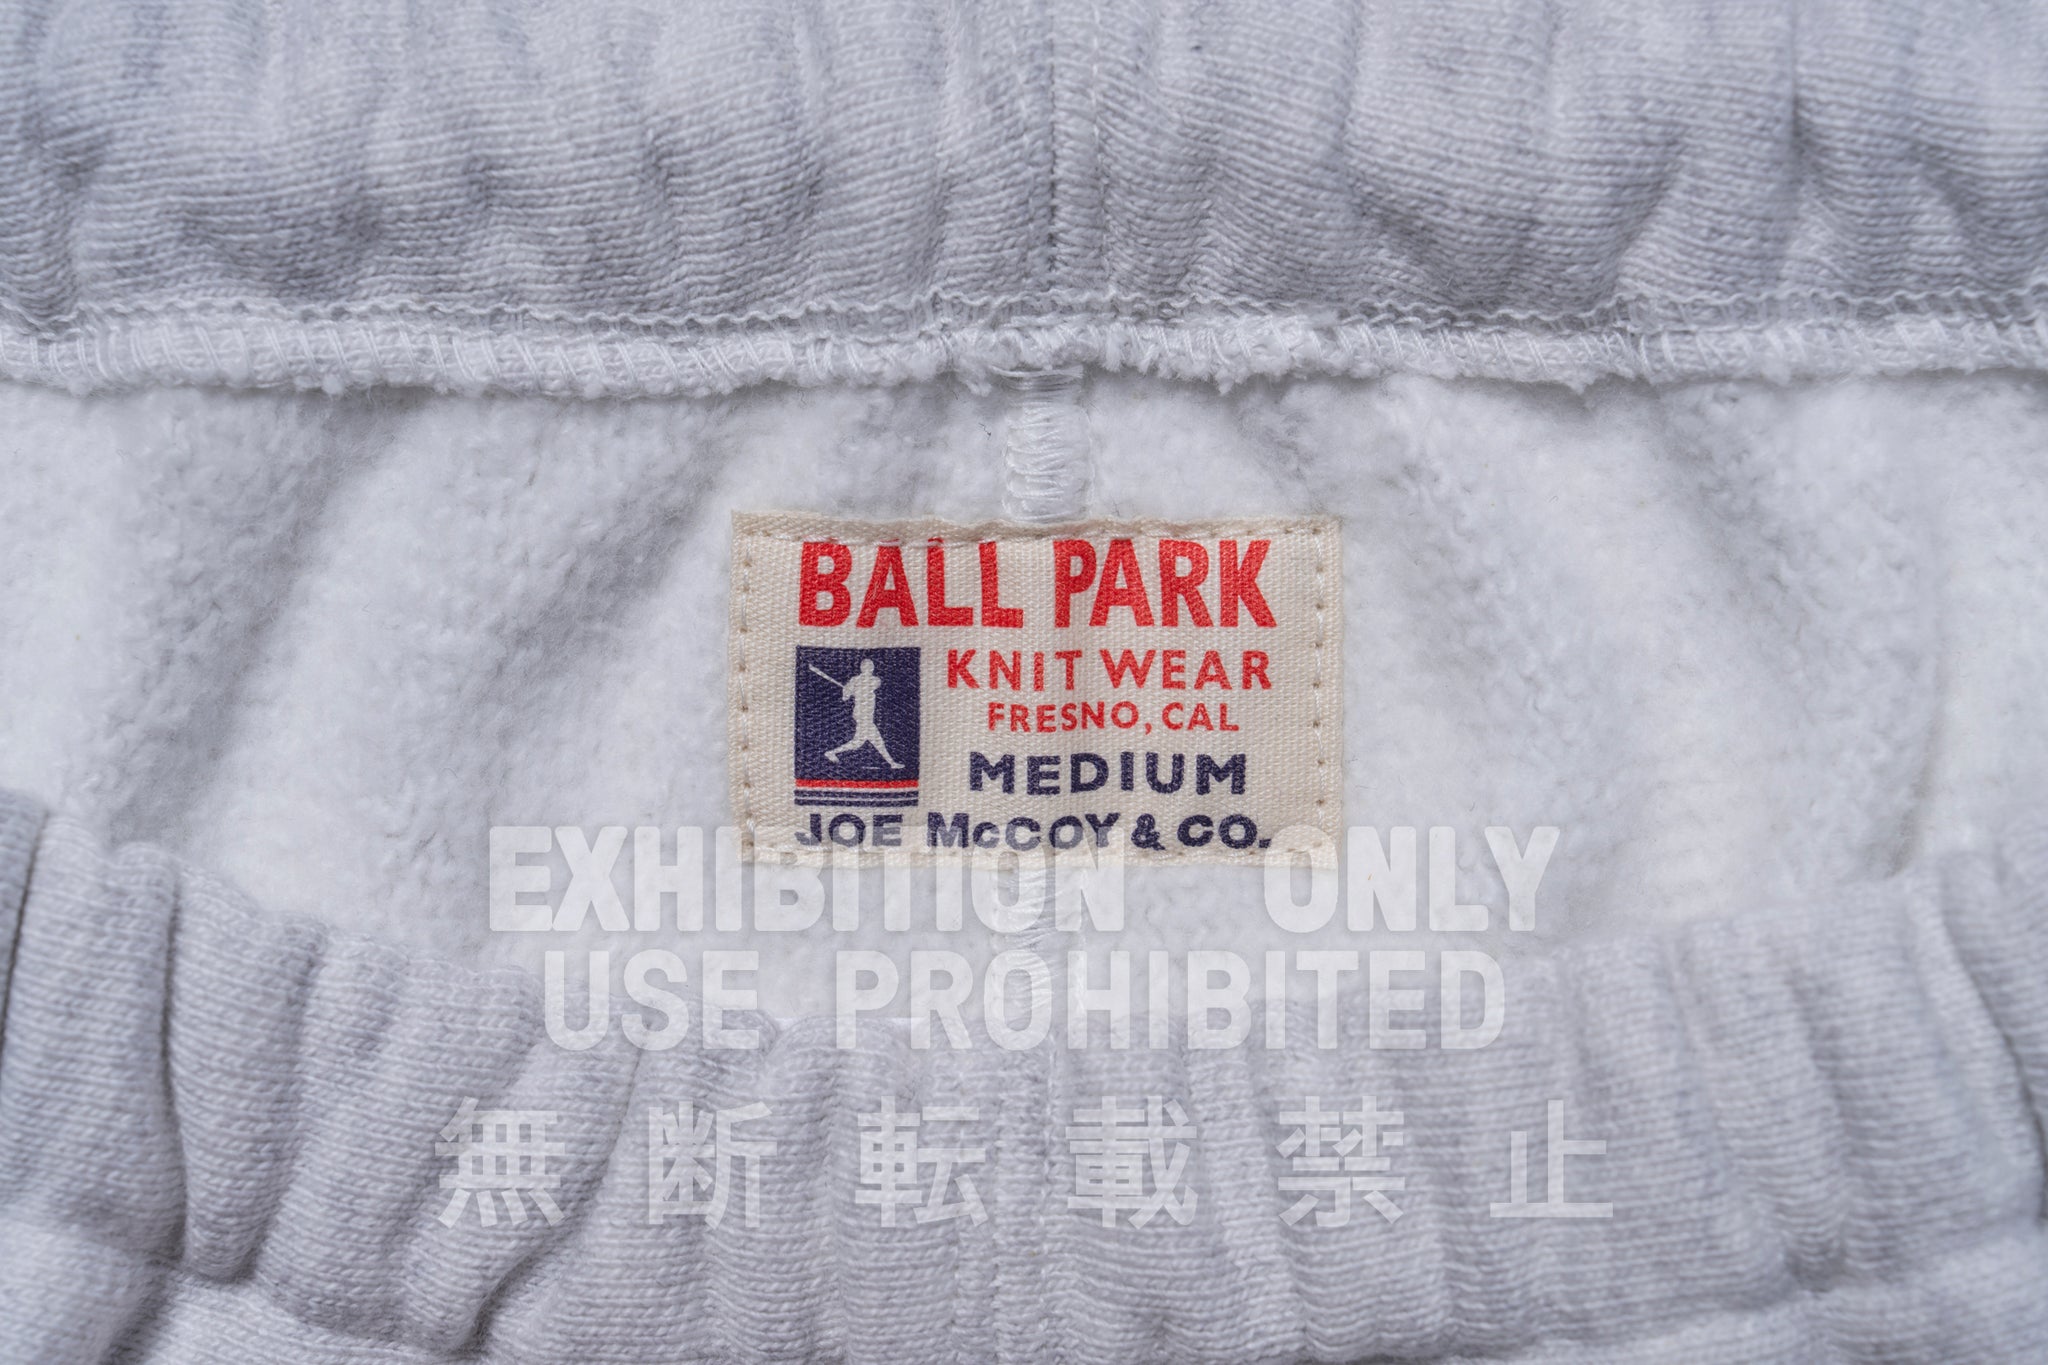 BALL PARK
KNIT WEAR
FRESNO, CAL
MEDIUM
JOE McCOY & CO.
EXHIBITION ONLY
USE PROHIBITED
無断転載禁止